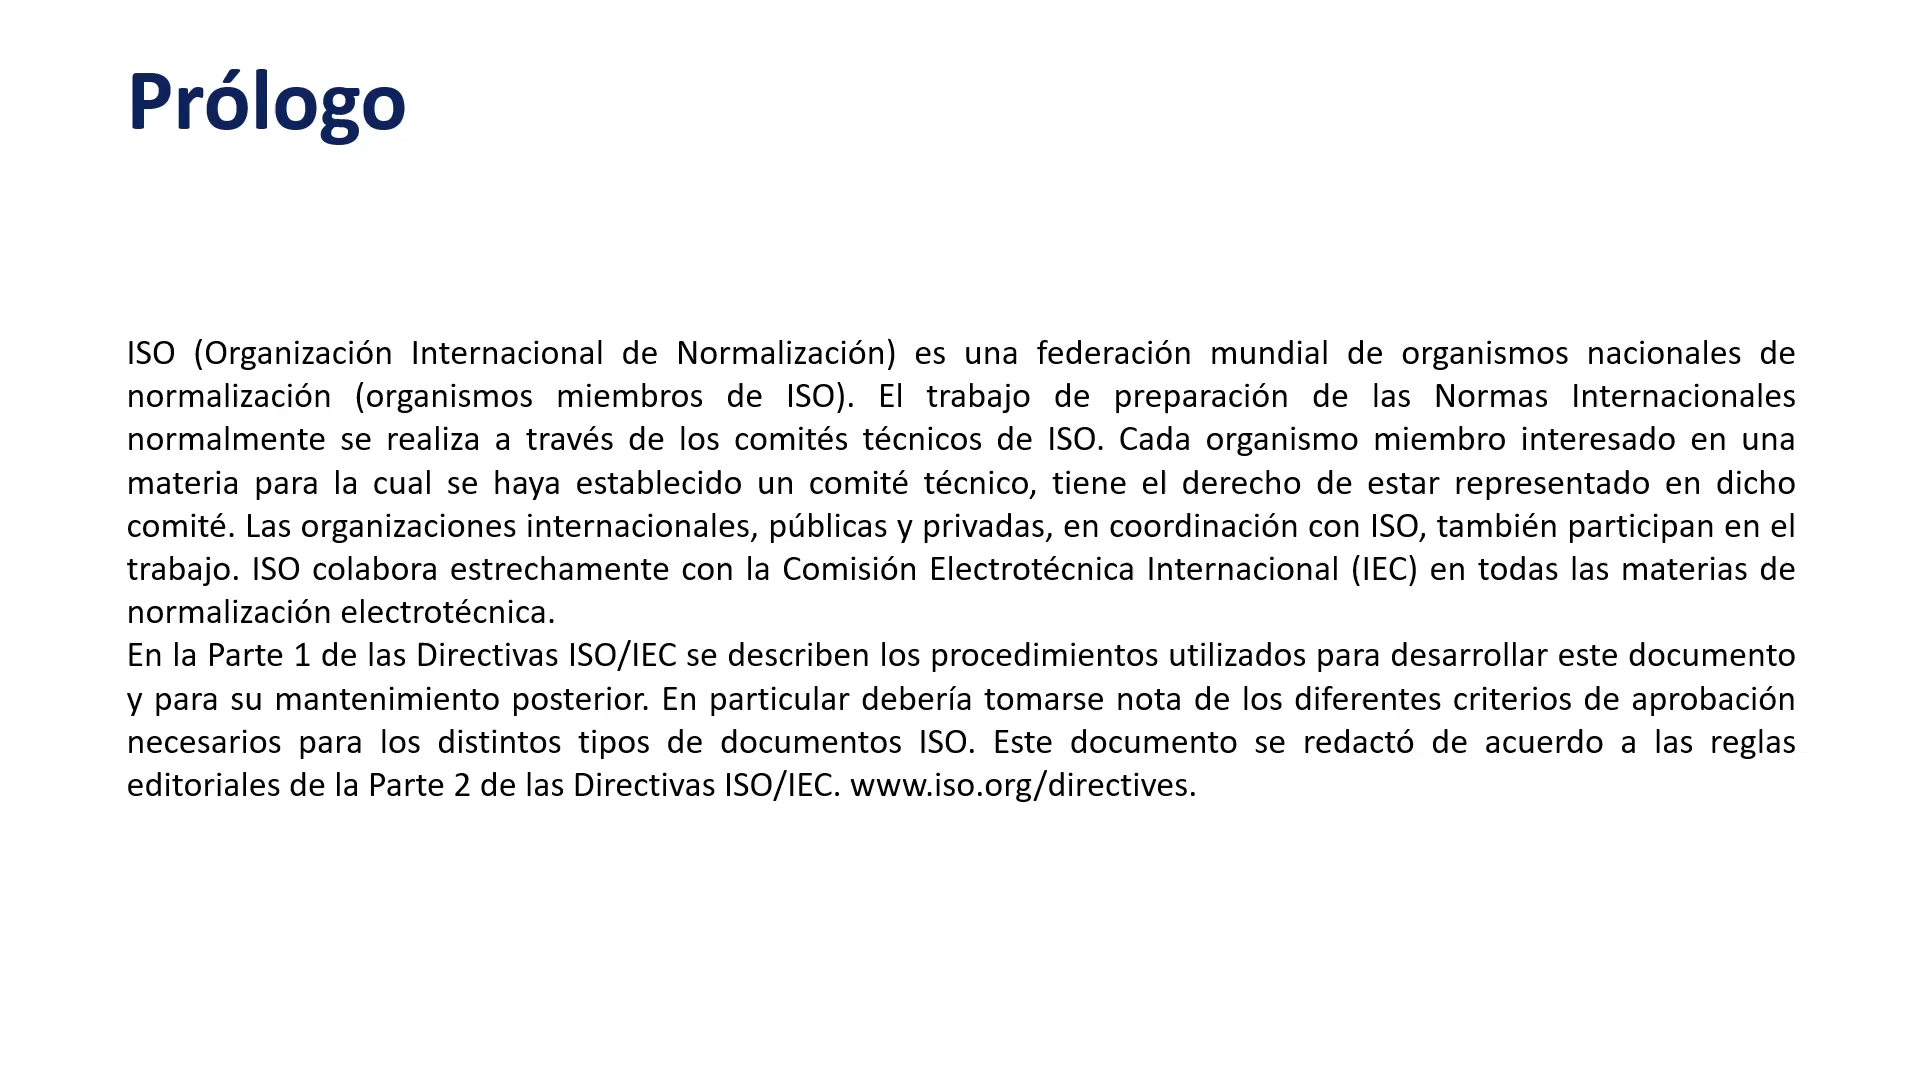 Prólogo
ISO (Organización Internacional de Normalización) es una federación mundial de organismos nacionales de
normalización (organismos miembros de ISO). El trabajo de preparación de las Normas Internacionales
normalmente se realiza a través de los comités técnicos de ISO. Cada organismo miembro interesado en una
materia para la cual se haya establecido un comité técnico, tiene el derecho de estar representado en dicho
comité. Las organizaciones internacionales, públicas y privadas, en coordinación con ISO, también participan en el
trabajo. ISO colabora estrechamente con la Comisión Electrotécnica Internacional (IEC) en todas las materias de
normalización electrotécnica.
En la Parte 1 de las Directivas ISO/IEC se describen los procedimientos utilizados para desarrollar este documento
y para su mantenimiento posterior. En particular debería tomarse nota de los diferentes criterios de aprobación
necesarios para los distintos tipos de documentos ISO. Este documento se redactó de acuerdo a las reglas
editoriales de la Parte 2 de las Directivas ISO/IEC. www.iso.org/directives.